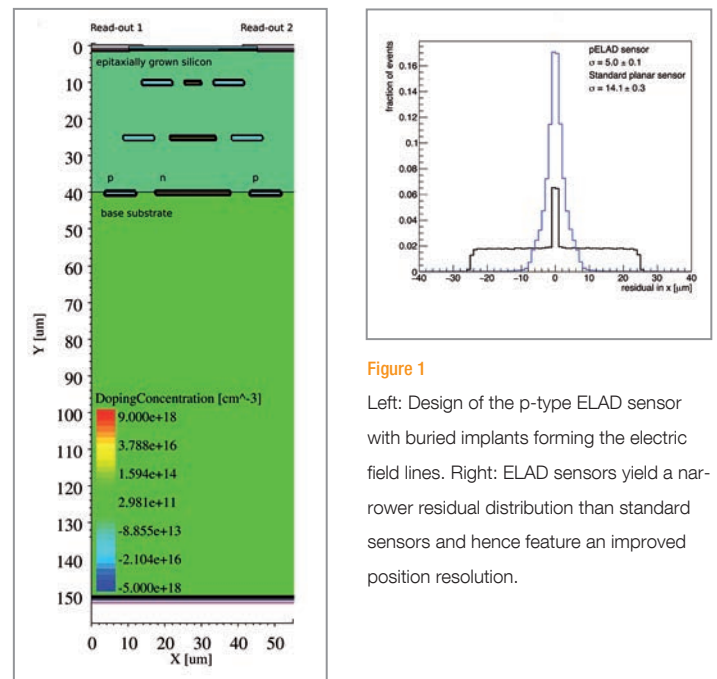 Read-out 1 Read-out 2
0
epitaxially grown silicon
10
20
30
p n p
40
base substrate
50
60
70
80
Y [um]
90
DopingConcentration [cm^-3]
100
9.000e+18
110
3.788e+16
1.594e+14
120
2.981e+11
130
-8.855e+13
140
-2.104e+16
150
-5.000e+18
0 10 20 30 40 50
X [um]
fraction of events
pELAD sensor
σ = 5.0 ± 0.1
Standard planar sensor
σ = 14.1 ± 0.3
0.16
0.14
0.12
0.1
0.08
0.06
0.04
0.02
0
-40 -30 -20 -10 0 10 20 30 40
residual in x [μm]
Figure 1
Left: Design of the p-type ELAD sensor
with buried implants forming the electric
field lines. Right: ELAD sensors yield a nar-
rower residual distribution than standard
sensors and hence feature an improved
position resolution.